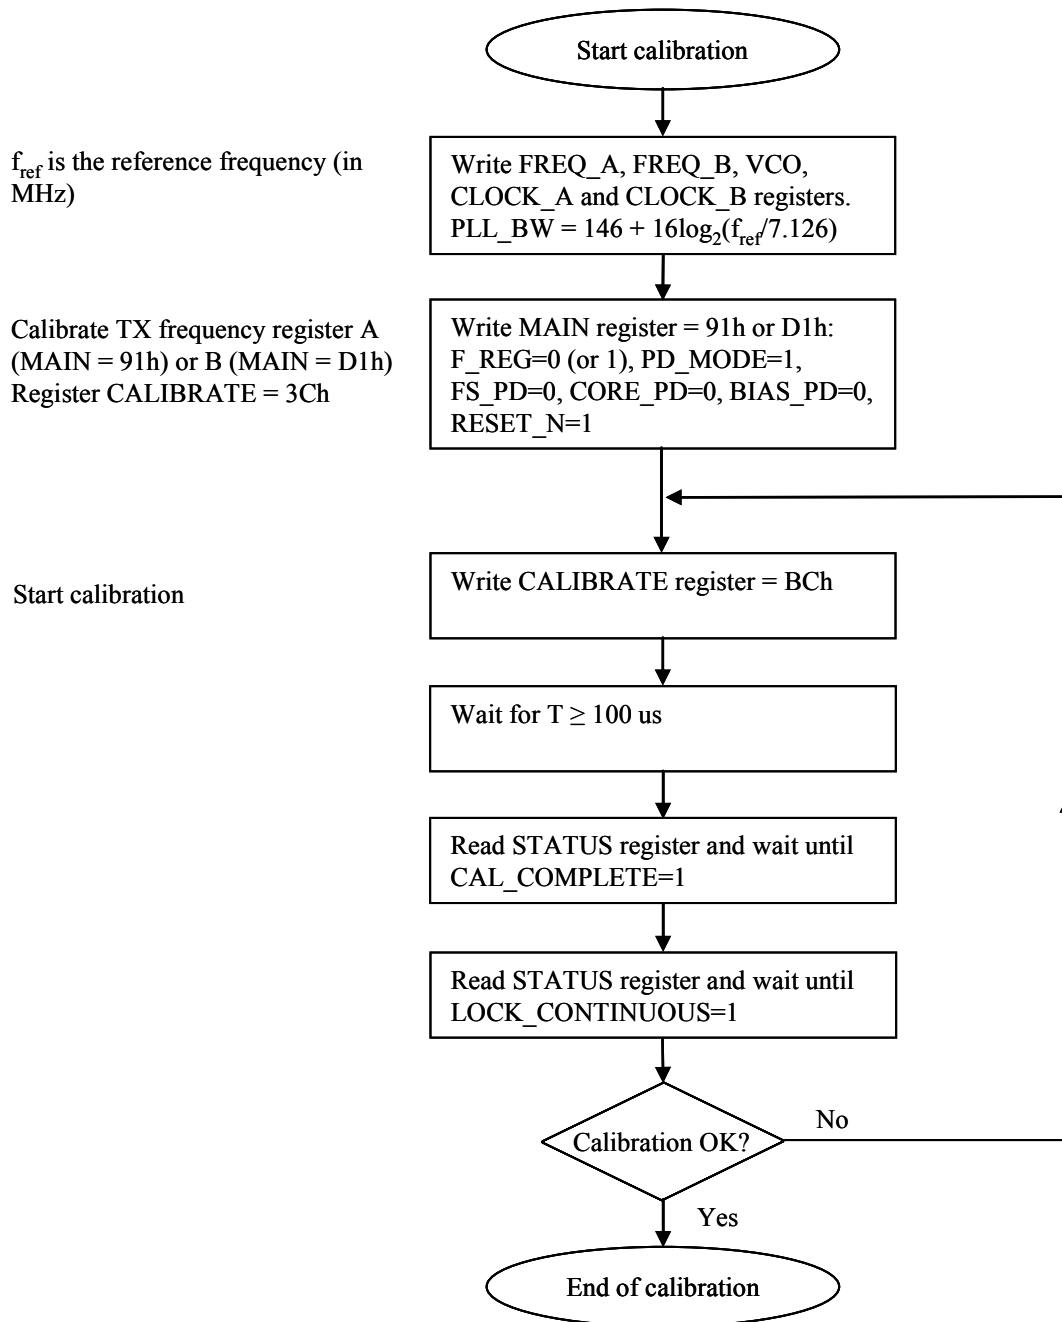 Start calibration
f_ref is the reference frequency (in
MHz)
Write FREQ_A, FREQ_B, VCO,
CLOCK_A and CLOCK_B registers.
PLL_BW = 146 + 16log₂(f_ref/7.126)
Calibrate TX frequency register A
(MAIN = 91h) or B (MAIN = D1h)
Register CALIBRATE = 3Ch
Write MAIN register = 91h or D1h:
F_REG=0 (or 1), PD_MODE=1,
FS_PD=0, CORE_PD=0, BIAS_PD=0,
RESET_N=1
Start calibration
Write CALIBRATE register = BCh
Wait for T ≥ 100 us
Read STATUS register and wait until
CAL_COMPLETE=1
Read STATUS register and wait until
LOCK_CONTINUOUS=1
Calibration OK?
No
Yes
End of calibration